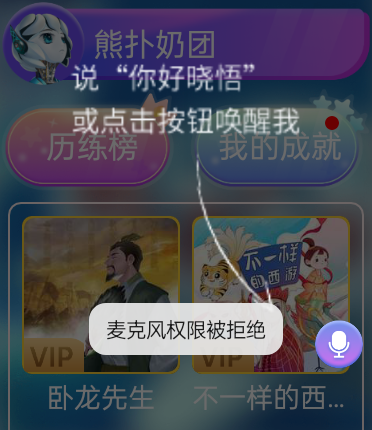 熊扑奶团
说“你好晓悟”
或点击按钮唤醒我
历练榜
我的成就
不一样
的西游
麦克风权限被拒绝
VIP
VIP
卧龙先生
不一样的西...